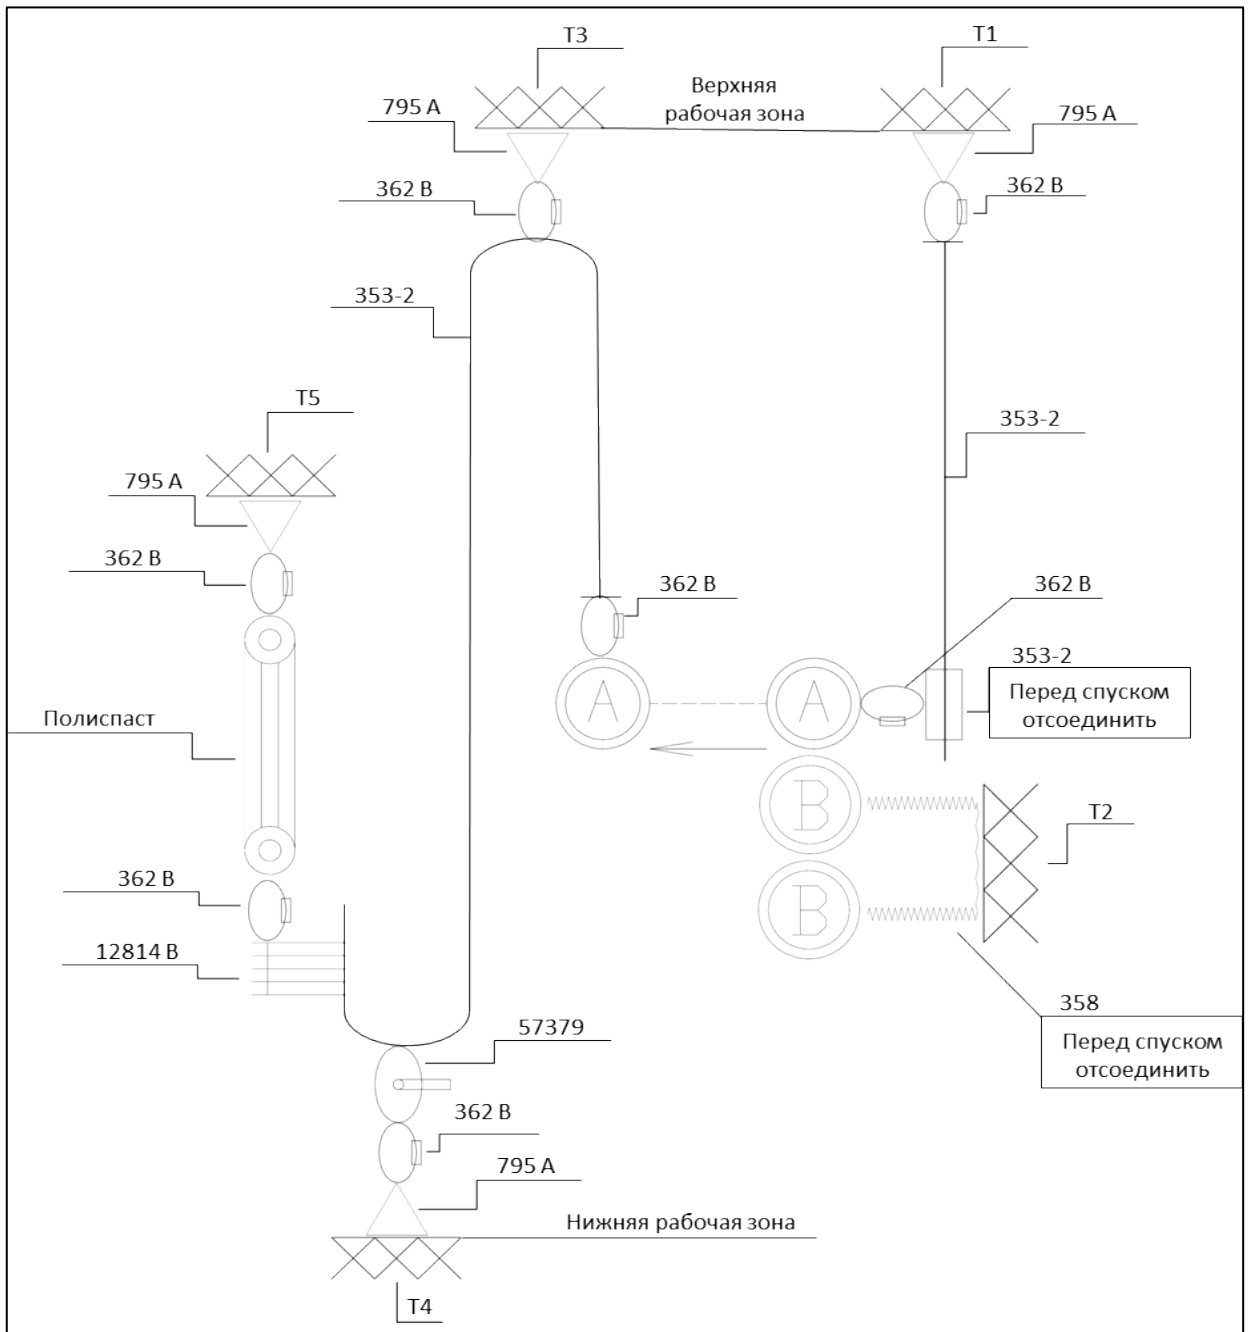 Т3
Т1
Верхняя
рабочая зона
795 А
795 А
362 В
362 В
353-2
Т5
353-2
795 А
362 В
362 В
362 В
353-2
Перед спуском
отсоединить
А
А
Полиспаст
В
Т2
362 В
В
12814 В
358
Перед спуском
отсоединить
57379
362 В
795 А
Нижняя рабочая зона
Т4